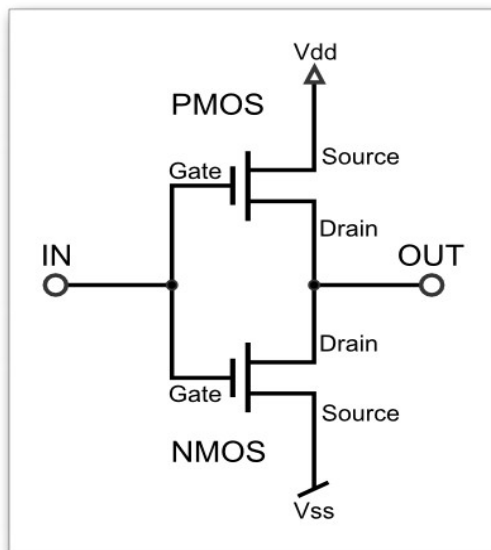 Vdd
PMOS
Source
Gate
Drain
IN
OUT
Drain
Gate
Source
NMOS
Vss